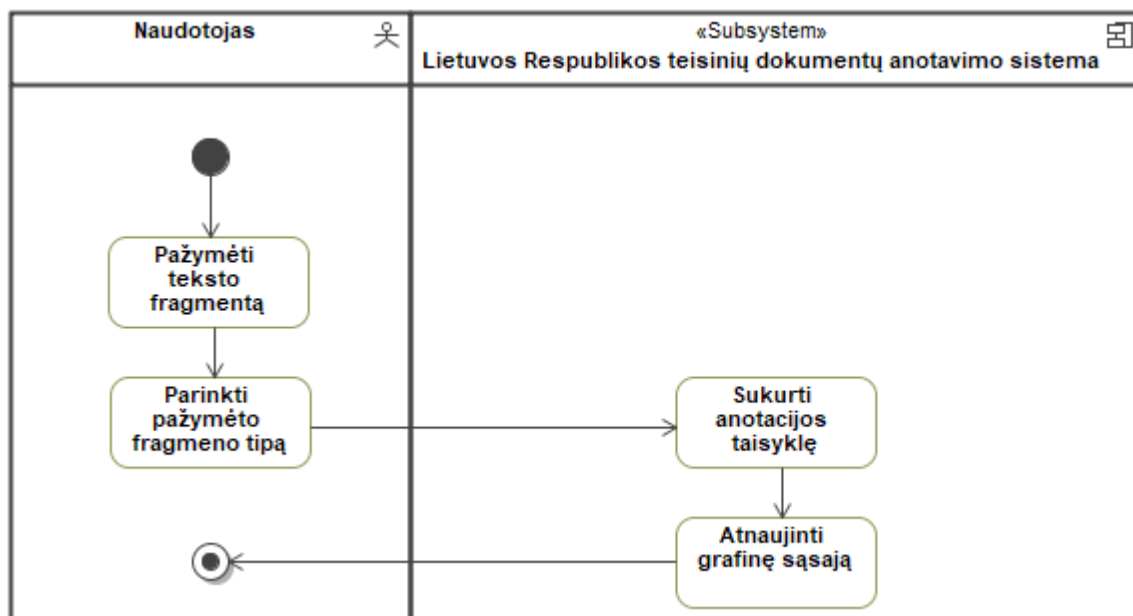 Naudotojas
«Subsystem»
Lietuvos Respublikos teisinių dokumentų anotavimo sistema
Pažymėti
teksto
fragmentą
Parinkti
pažymėto
fragmeno tipą
Sukurti
anotacijos
taisyklę
Atnaujinti
grafinę sąsają